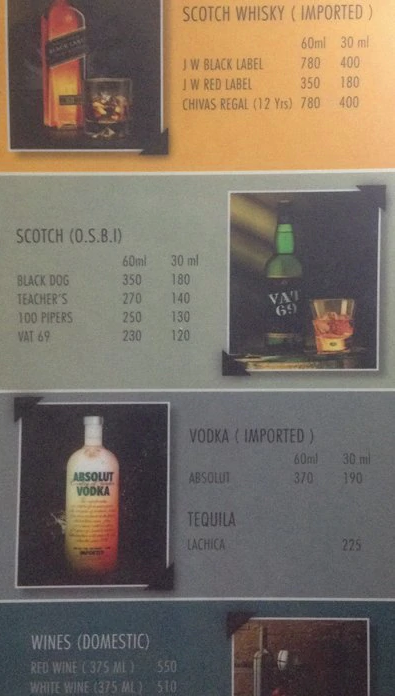 SCOTCH WHISKY ( IMPORTED )
60ml 30 ml
J W BLACK LABEL 780 400
J W RED LABEL 350 180
CHIVAS REGAL (12 Yrs) 780 400
BLACK LABEL
SCOTCH (O.S.B.I)
60ml 30 ml
BLACK DOG 350 180
TEACHER'S 270 140
100 PIPERS 250 130
VAT 69 230 120
VAT
69
ABSOLUT
VODKA
IMPORTED
VODKA ( IMPORTED )
60ml 30 ml
ABSOLUT 370 190
TEQUILA
LACHICA 225
WINES (DOMESTIC)
RED WINE ( 375 ML ) 550
WHITE WINE (375 ML ) 510